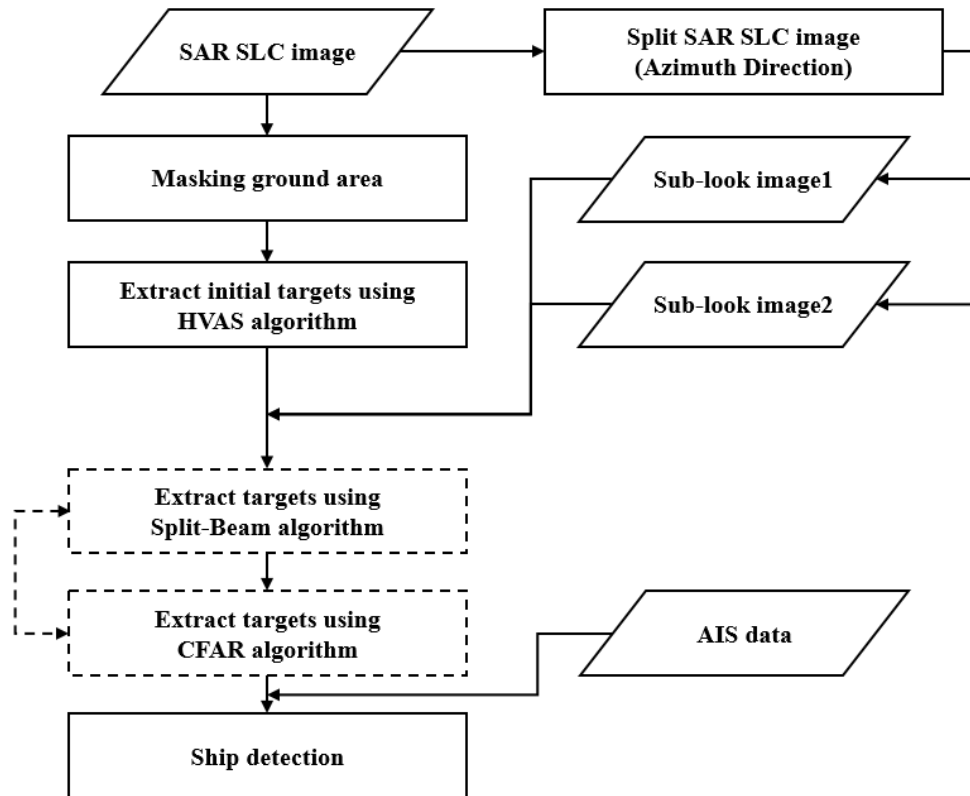 SAR SLC image
Split SAR SLC image
(Azimuth Direction)
Masking ground area
Sub-look image1
Extract initial targets using
HVAS algorithm
Sub-look image2
Extract targets using
Split-Beam algorithm
Extract targets using
CFAR algorithm
AIS data
Ship detection